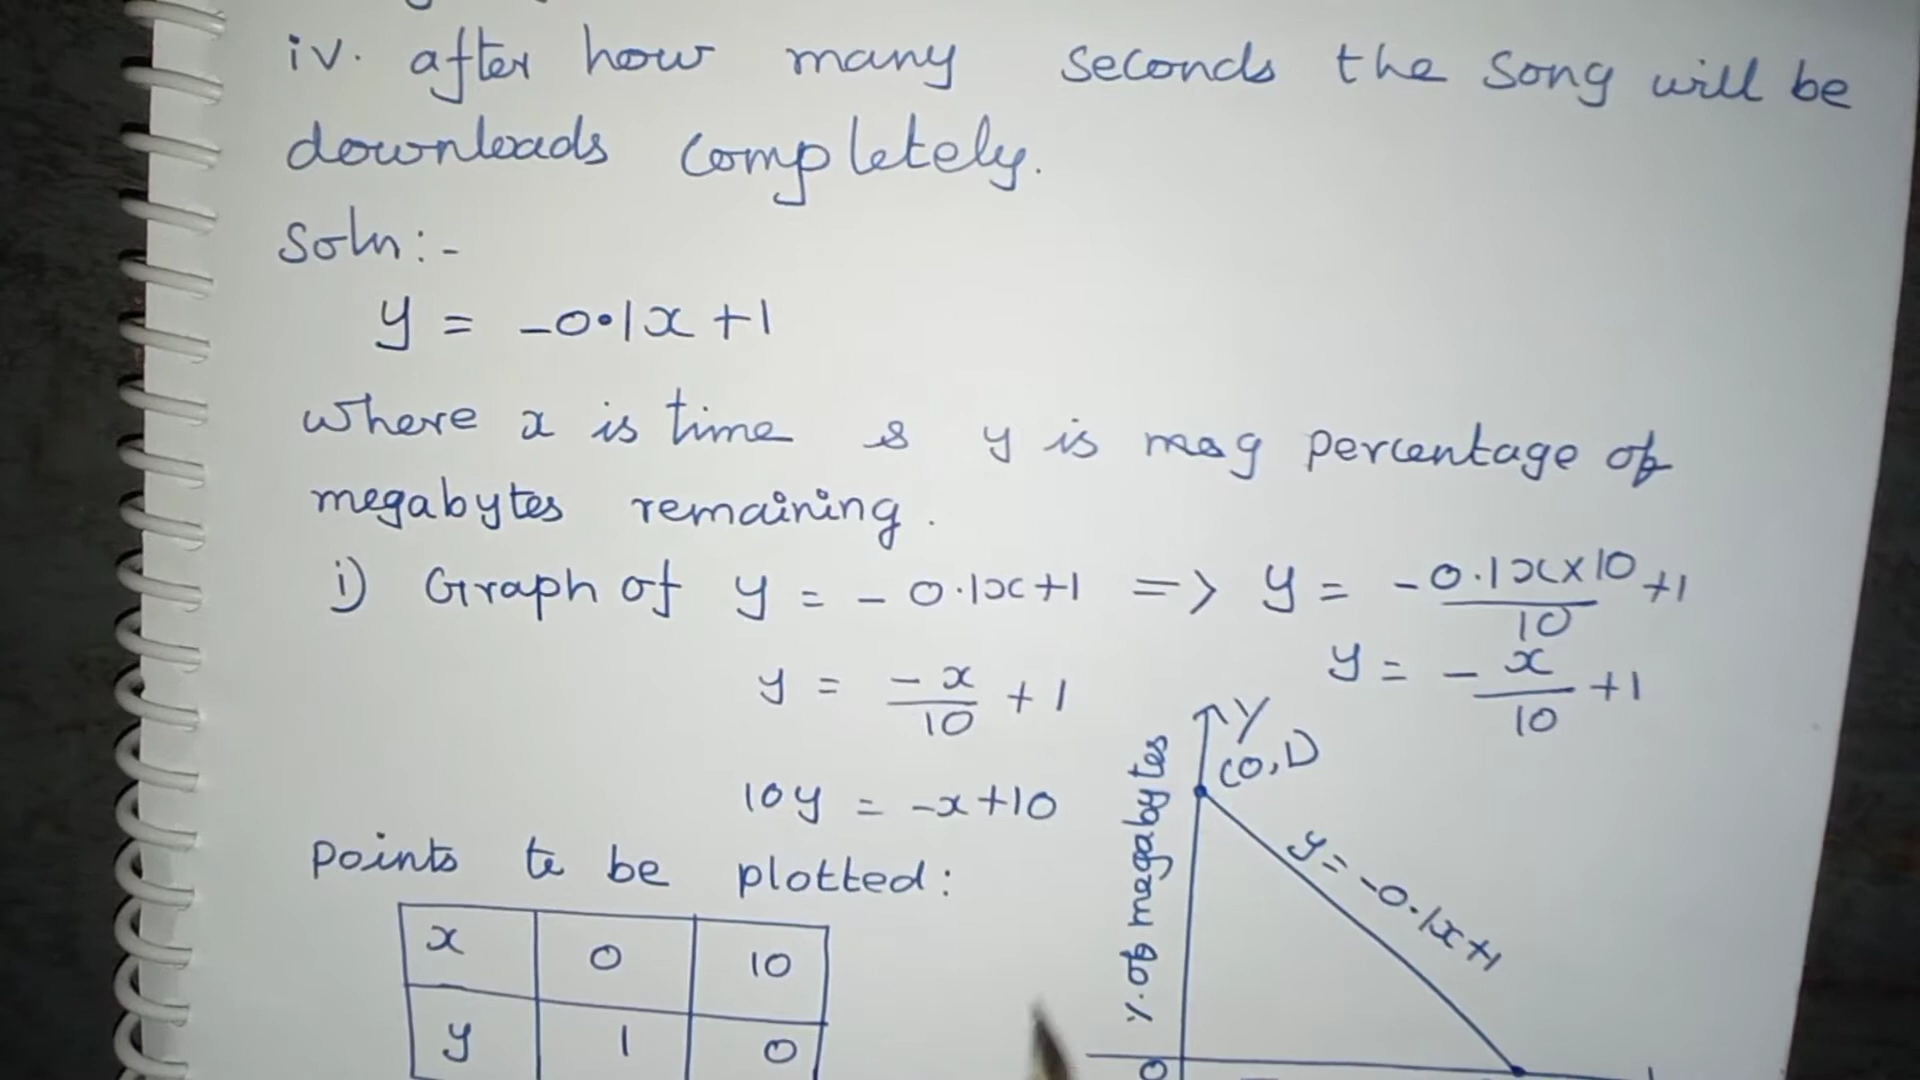 iv. after how many seconds the song will be
downloads completely.
Soln:-
y = -0.1x+1
where x is time & y is mag percentage of
megabytes remaining.
i) Graph of y = -0.1x+1 => y = -0.1x×10/10 +1
y = -x/10 + 1
y = -x/10 +1
10y = -x+10
Points to be plotted:
x 0 10
y 1 0
Y
(0,1)
% of megabytes
y = -0.1x+1
0